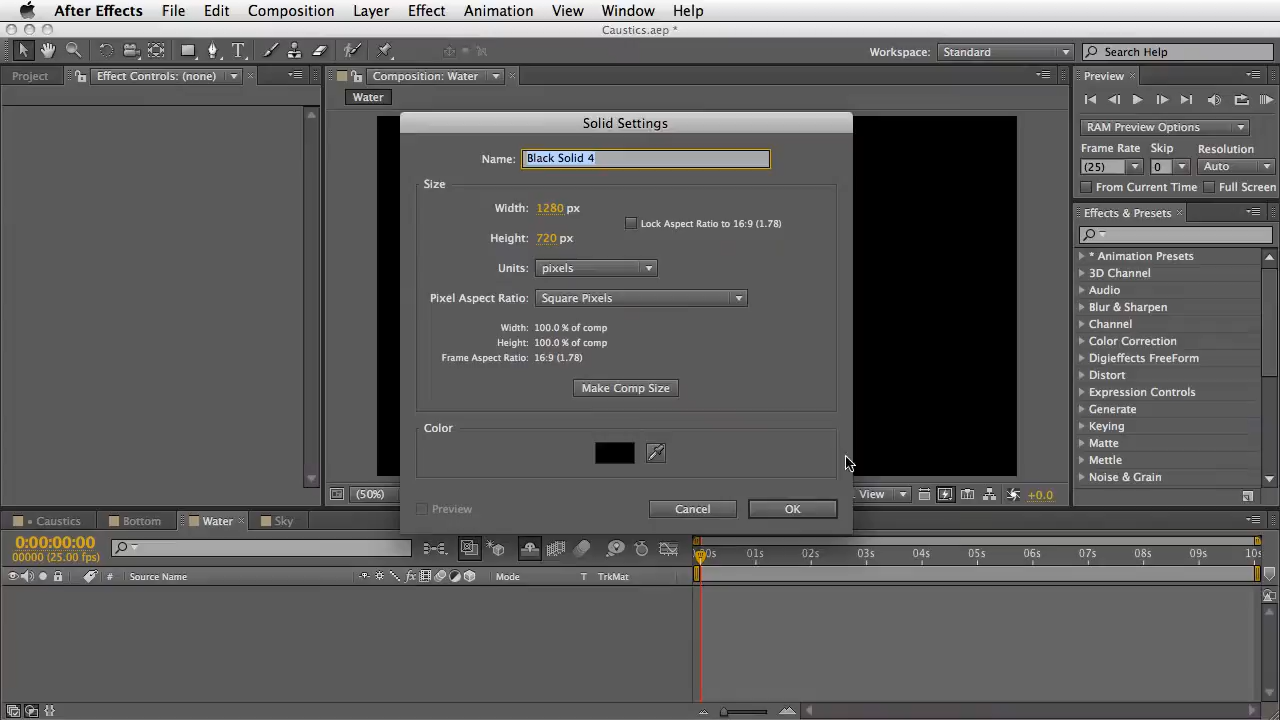 After Effects File Edit Composition Layer Effect Animation View Window Help
Caustics.aep *
Workspace: Standard Search Help
Project Effect Controls: (none) Composition: Water Preview
Water
Solid Settings
RAM Preview Options
Frame Rate Skip Resolution
(25) 0 Auto
From Current Time Full Screen
Name: Black Solid 4
Size
Width: 1280 px
Lock Aspect Ratio to 16:9 (1.78)
Height: 720 px
Units: pixels
Pixel Aspect Ratio: Square Pixels
Width: 100.0 % of comp
Height: 100.0 % of comp
Frame Aspect Ratio: 16:9 (1.78)
Make Comp Size
Color
Preview Cancel OK
Effects & Presets
* Animation Presets
3D Channel
Audio
Blur & Sharpen
Channel
Color Correction
Digieffects FreeForm
Distort
Expression Controls
Generate
Keying
Matte
Mettle
Noise & Grain
(50%) View +0.0
Caustics Bottom Water Sky
0:00:00:00
00000 (25.00 fps)
00s 01s 02s 03s 04s 05s 06s 07s 08s 09s 10s
# Source Name Mode T TrkMat